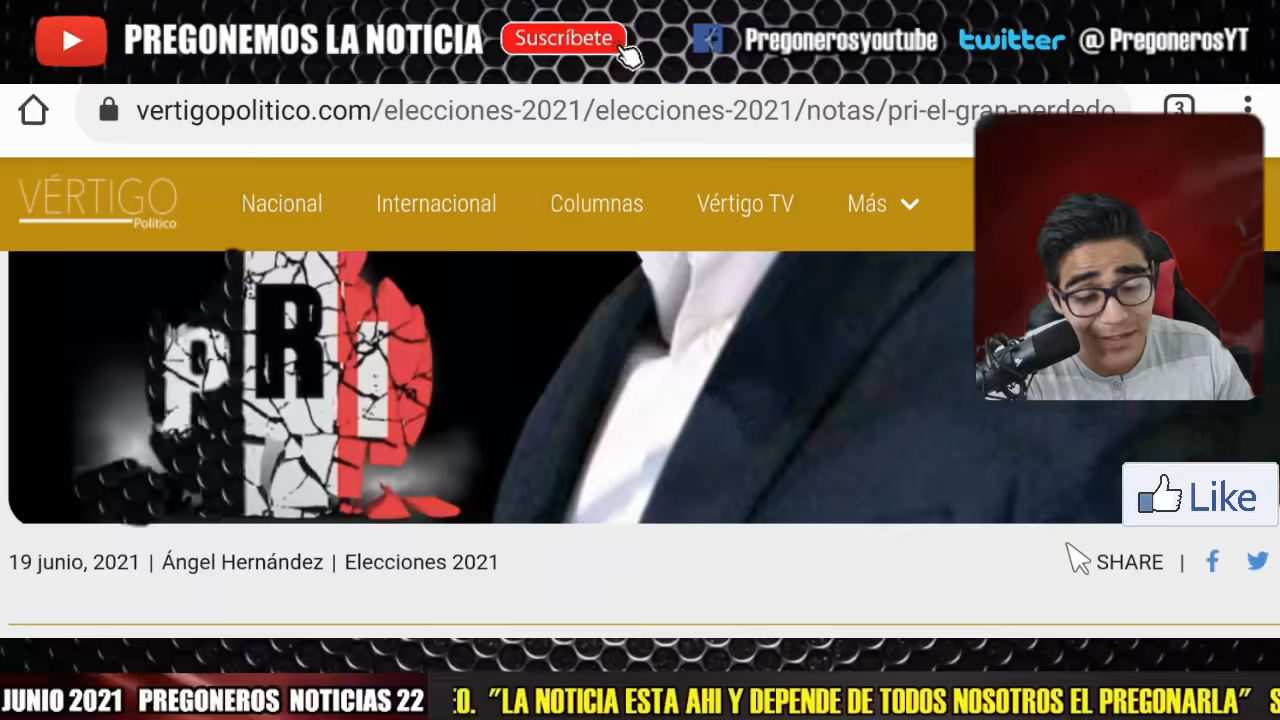 PREGONEMOS LA NOTICIA Suscríbete Pregonerosyoutube twitter @ PregonerosYT
vertigopolitico.com/elecciones-2021/elecciones-2021/notas/pri-el-gran-perdedo 3
VÉRTIGO
Político
Nacional Internacional Columnas Vértigo TV Más
PRI
Like
19 junio, 2021 | Ángel Hernández | Elecciones 2021 SHARE |
JUNIO 2021 PREGONEROS NOTICIAS 22 O. "LA NOTICIA ESTA AHI Y DEPENDE DE TODOS NOSOTROS EL PREGONARLA" S